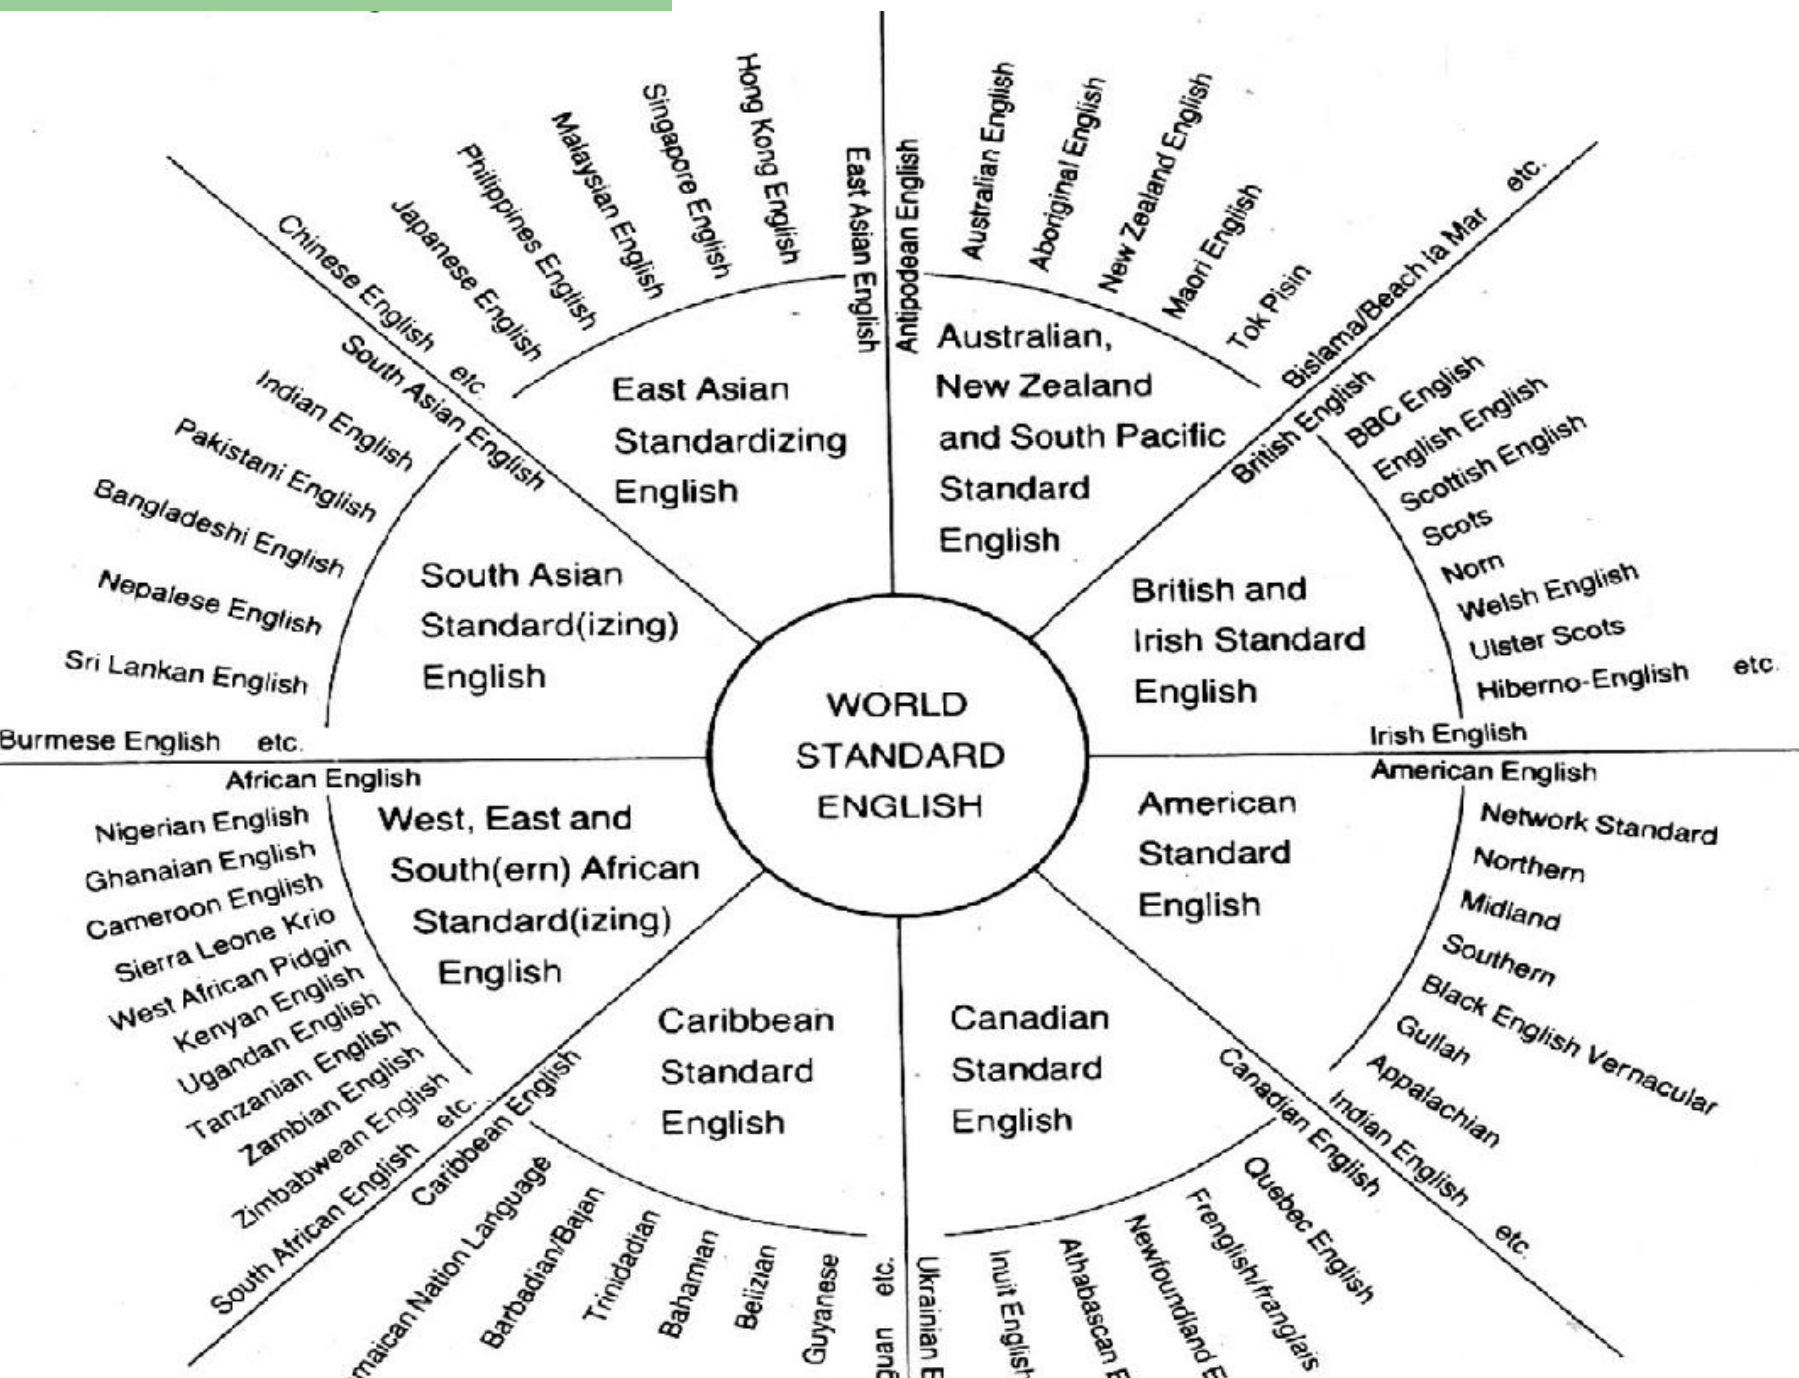 WORLD
STANDARD
ENGLISH
Australian,
New Zealand
and South Pacific
Standard
English
Antipodean English
Australian English
Aboriginal English
New Zealand English
Maori English
Tok Pisin
Bislama/Beach la Mar etc.
British and
Irish Standard
English
British English
BBC English
English English
Scottish English
Scots
Norn
Welsh English
Ulster Scots
Hiberno-English etc.
Irish English
American
Standard
English
American English
Network Standard
Northern
Midland
Southern
Black English Vernacular
Gullah
Appalachian
Indian English etc.
Canadian
Standard
English
Canadian English
Quebec English
Frenglish/franglais
Newfoundland E
Athabascan E
Inuit English
Ukrainian E
Caribbean
Standard
English
Caribbean English
maican Nation Language
Barbadian/Bajan
Trinidadian
Bahamian
Belizian
Guyanese
guan etc.
West, East and
South(ern) African
Standard(izing)
English
African English
Nigerian English
Ghanaian English
Cameroon English
Sierra Leone Krio
West African Pidgin
Kenyan English
Ugandan English
Tanzanian English
Zambian English
Zimbabwean English
South African English etc.
South Asian
Standard(izing)
English
South Asian English
Indian English
Pakistani English
Bangladeshi English
Nepalese English
Sri Lankan English
Burmese English etc.
East Asian
Standardizing
English
East Asian English
Hong Kong English
Singapore English
Malaysian English
Philippines English
Japanese English
Chinese English etc.